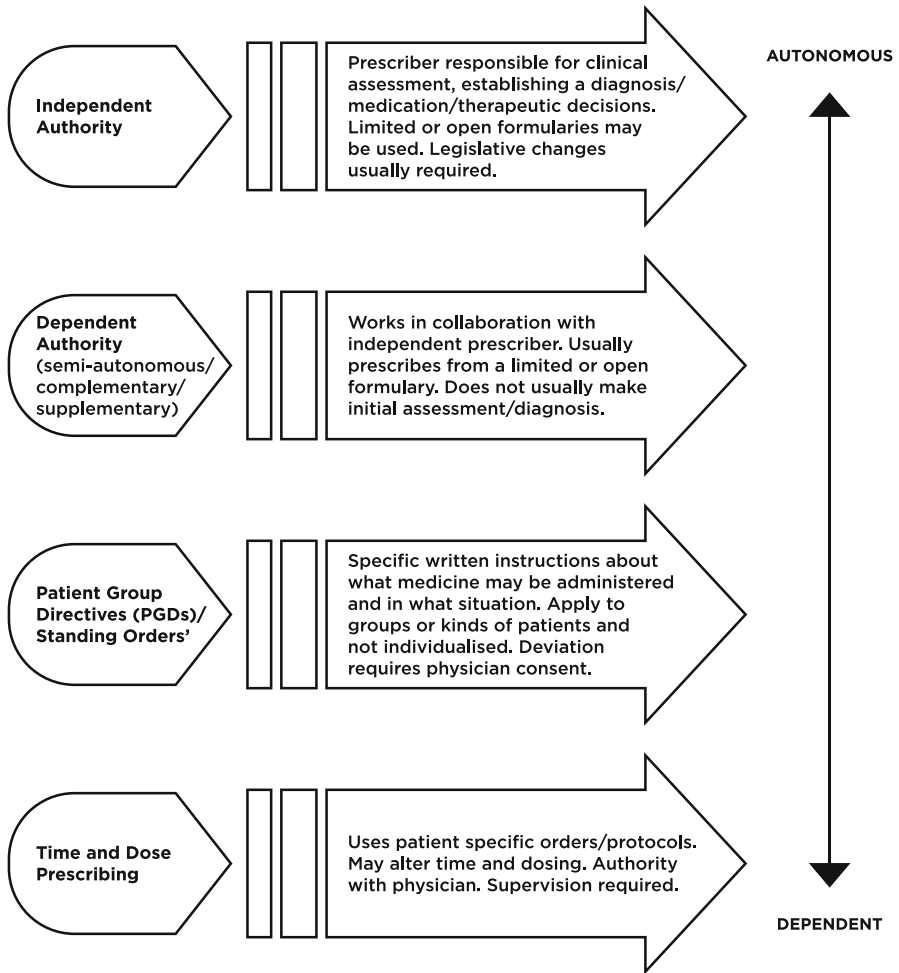 AUTONOMOUS
Independent
Authority
Prescriber responsible for clinical
assessment, establishing a diagnosis/
medication/therapeutic decisions.
Limited or open formularies may
be used. Legislative changes
usually required.
Dependent
Authority
(semi-autonomous/
complementary/
supplementary)
Works in collaboration with
independent prescriber. Usually
prescribes from a limited or open
formulary. Does not usually make
initial assessment/diagnosis.
Patient Group
Directives (PGDs)/
Standing Orders’
Specific written instructions about
what medicine may be administered
and in what situation. Apply to
groups or kinds of patients and
not individualised. Deviation
requires physician consent.
Time and Dose
Prescribing
Uses patient specific orders/protocols.
May alter time and dosing. Authority
with physician. Supervision required.
DEPENDENT